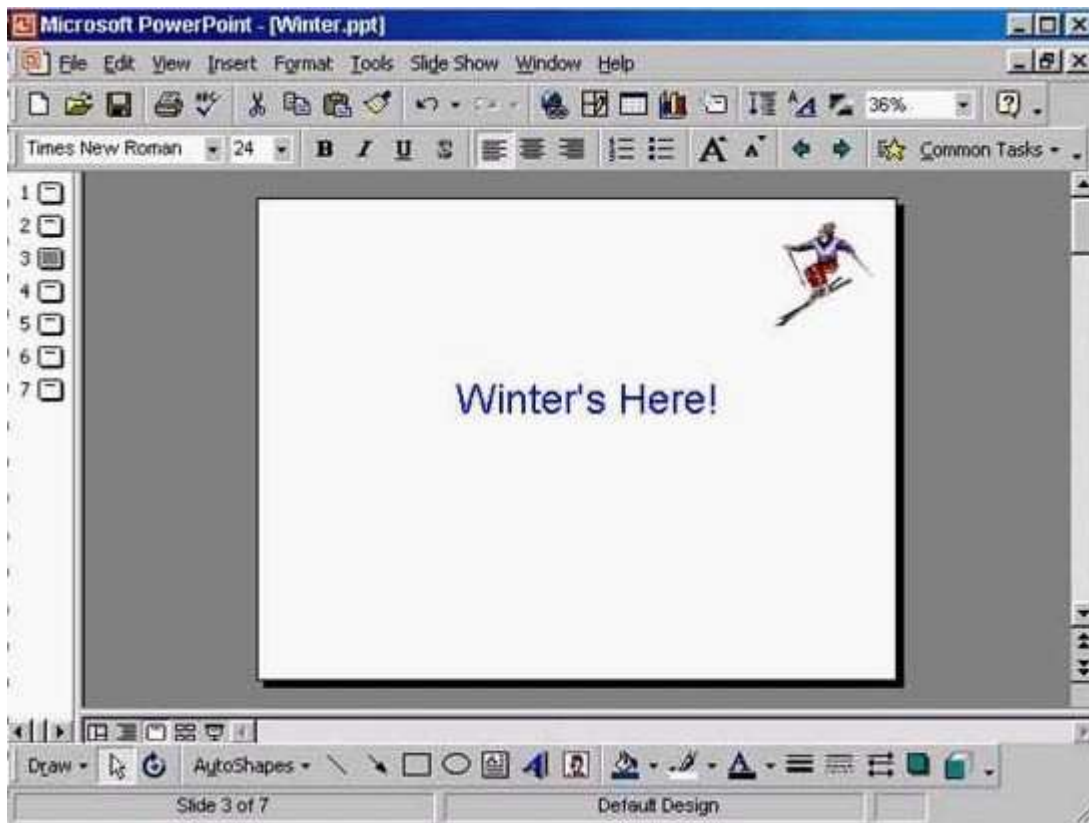 Microsoft PowerPoint - [Winter.ppt]
File Edit View Insert Format Tools Slide Show Window Help
ABC A A 36% ?
Times New Roman 24 B I U S A A Common Tasks
1
2
3
4
5
6
7
Winter's Here!
Draw AutoShapes A A
Slide 3 of 7 Default Design